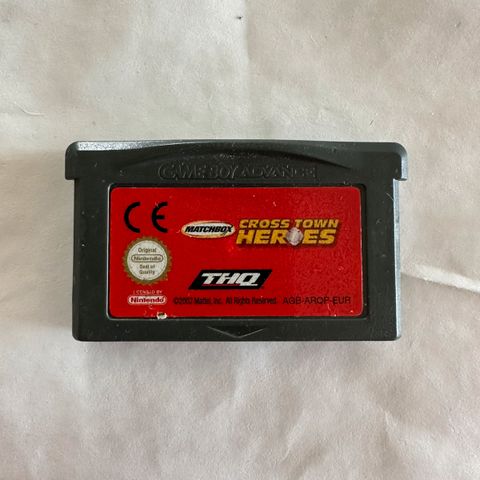 GAME BOY ADVANCE
CE
MATCHBOX
CROSS TOWN
HEROES
Original
Nintendo
Seal of Quality
THQ
LICENSED BY
Nintendo
©2002 Mattel, Inc. All Rights Reserved.
AGB-AROP-EUR